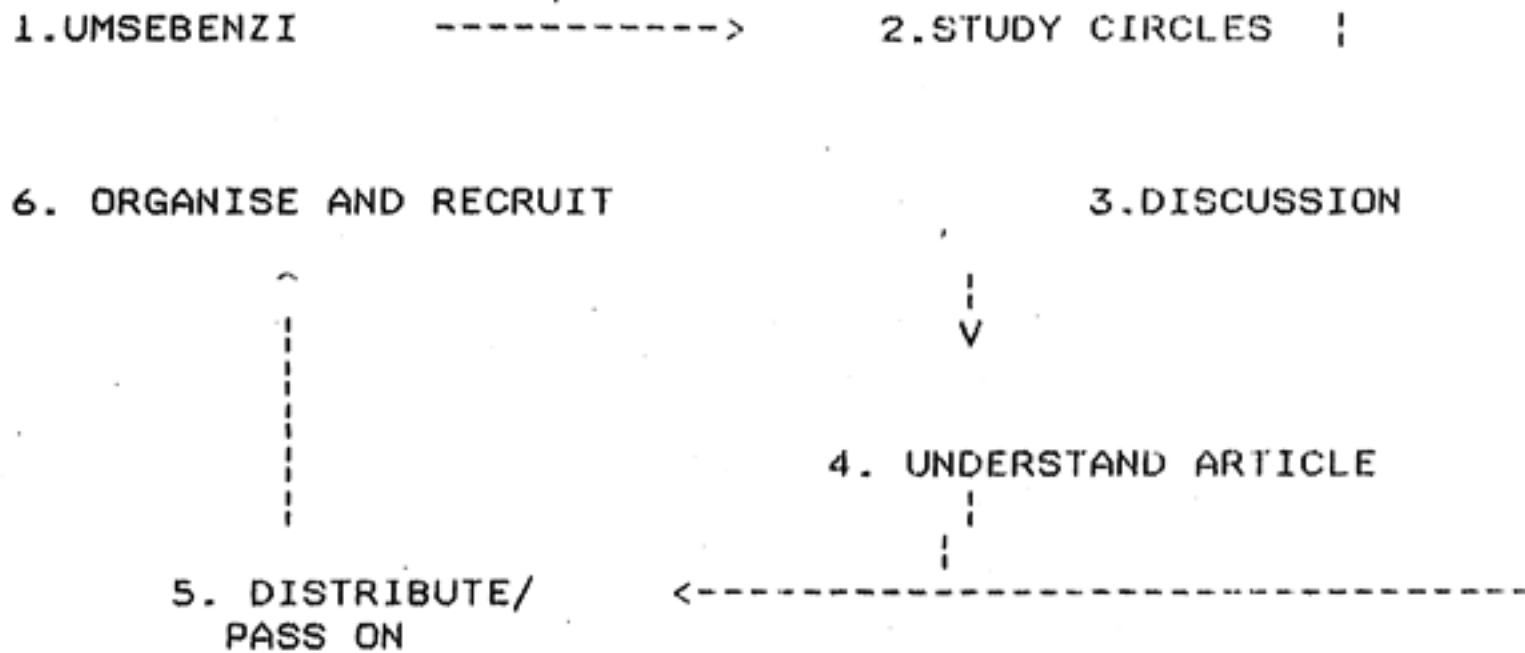 1.UMSEBENZI -----------> 2.STUDY CIRCLES ¦
6. ORGANISE AND RECRUIT 3.DISCUSSION
4. UNDERSTAND ARTICLE
5. DISTRIBUTE/ <--------------------------------
PASS ON